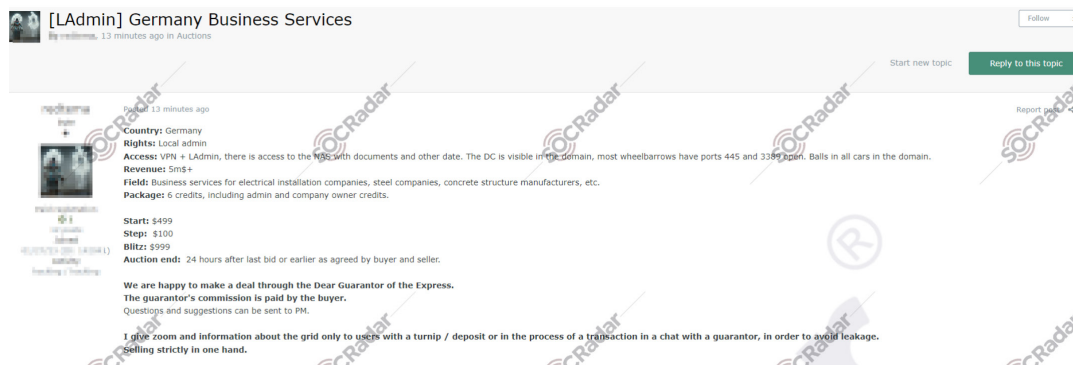 [LAdmin] Germany Business Services
13 minutes ago in Auctions
Follow
Start new topic
Reply to this topic
Posted 13 minutes ago
Report post
Country: Germany
Rights: Local admin
Access: VPN + LAdmin, there is access to the NAS with documents and other date. The DC is visible in the domain, most wheelbarrows have ports 445 and 3389 open. Balls in all cars in the domain.
Revenue: 5m$+
Field: Business services for electrical installation companies, steel companies, concrete structure manufacturers, etc.
Package: 6 credits, including admin and company owner credits.
Start: $499
Step: $100
Blitz: $999
Auction end: 24 hours after last bid or earlier as agreed by buyer and seller.
We are happy to make a deal through the Dear Guarantor of the Express.
The guarantor's commission is paid by the buyer.
Questions and suggestions can be sent to PM.
I give zoom and information about the grid only to users with a turnip / deposit or in the process of a transaction in a chat with a guarantor, in order to avoid leakage.
Selling strictly in one hand.
SOCRadar
SOCRadar
SOCRadar
SOCRadar
SOCRadar
®